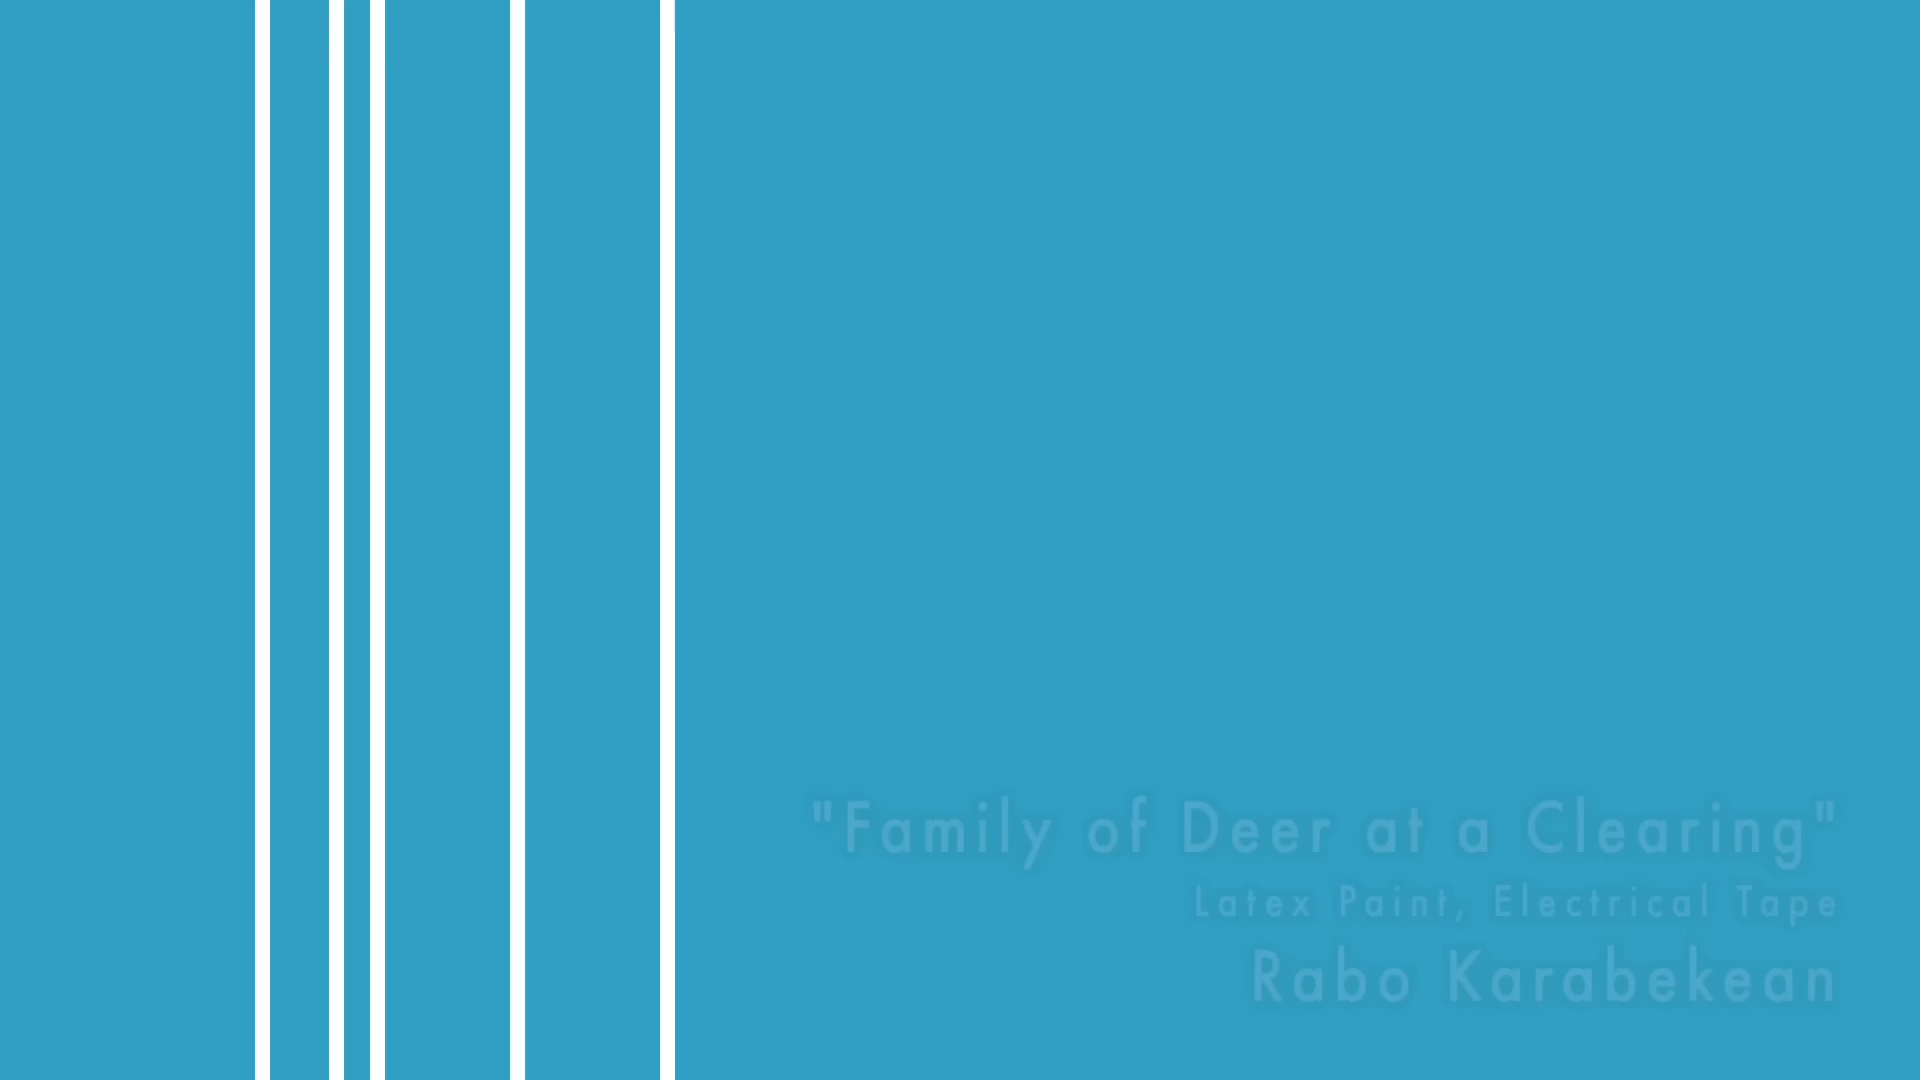 "Family of Deer at a Clearing"
Latex Paint, Electrical Tape
Rabo Karabekean